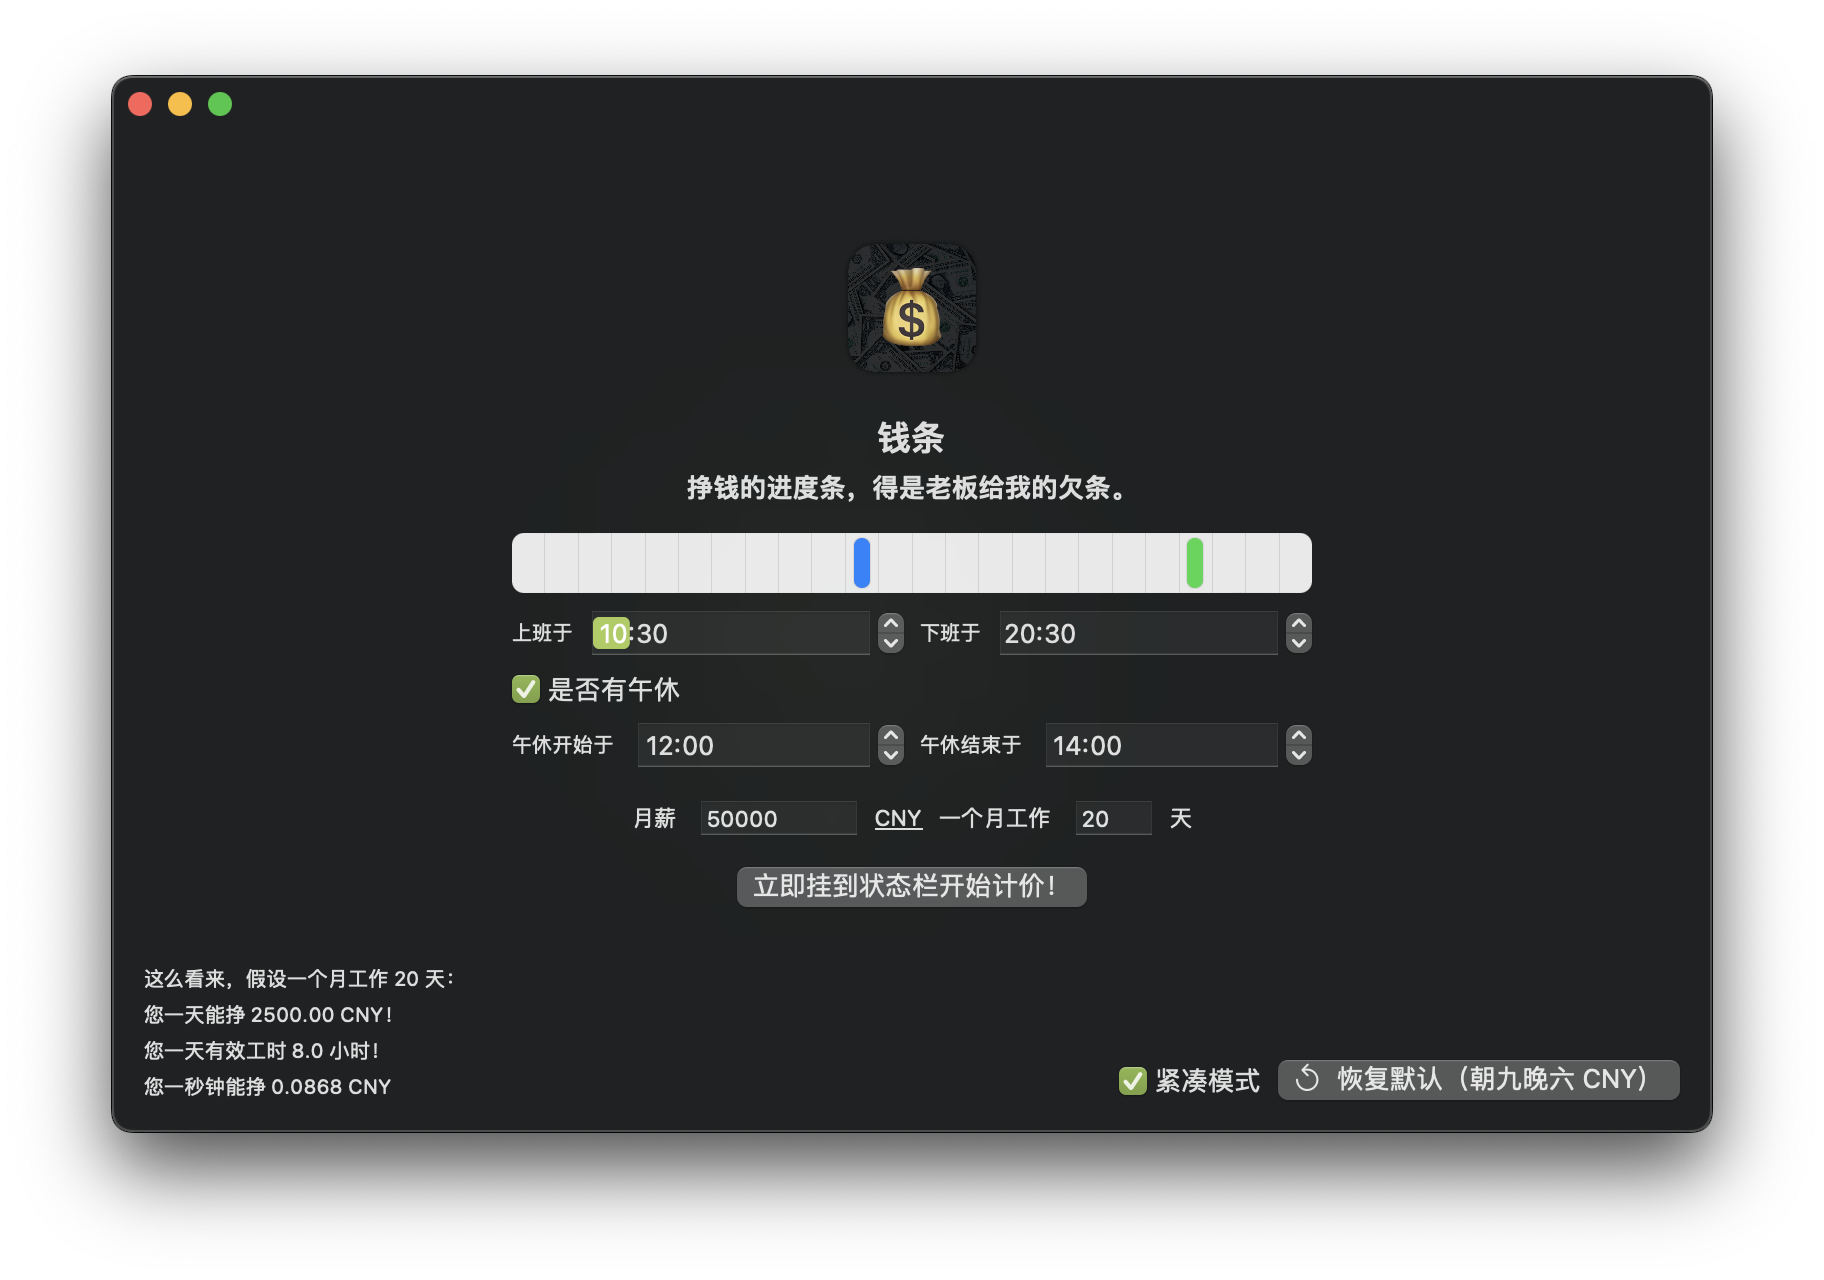 $
钱条
挣钱的进度条，得是老板给我的欠条。
上班于 10:30 下班于 20:30
是否有午休
午休开始于 12:00 午休结束于 14:00
月薪 50000 CNY 一个月工作 20 天
立即挂到状态栏开始计价！
这么看来，假设一个月工作 20 天：
您一天能挣 2500.00 CNY！
您一天有效工时 8.0 小时！
您一秒钟能挣 0.0868 CNY
紧凑模式 恢复默认（朝九晚六 CNY）